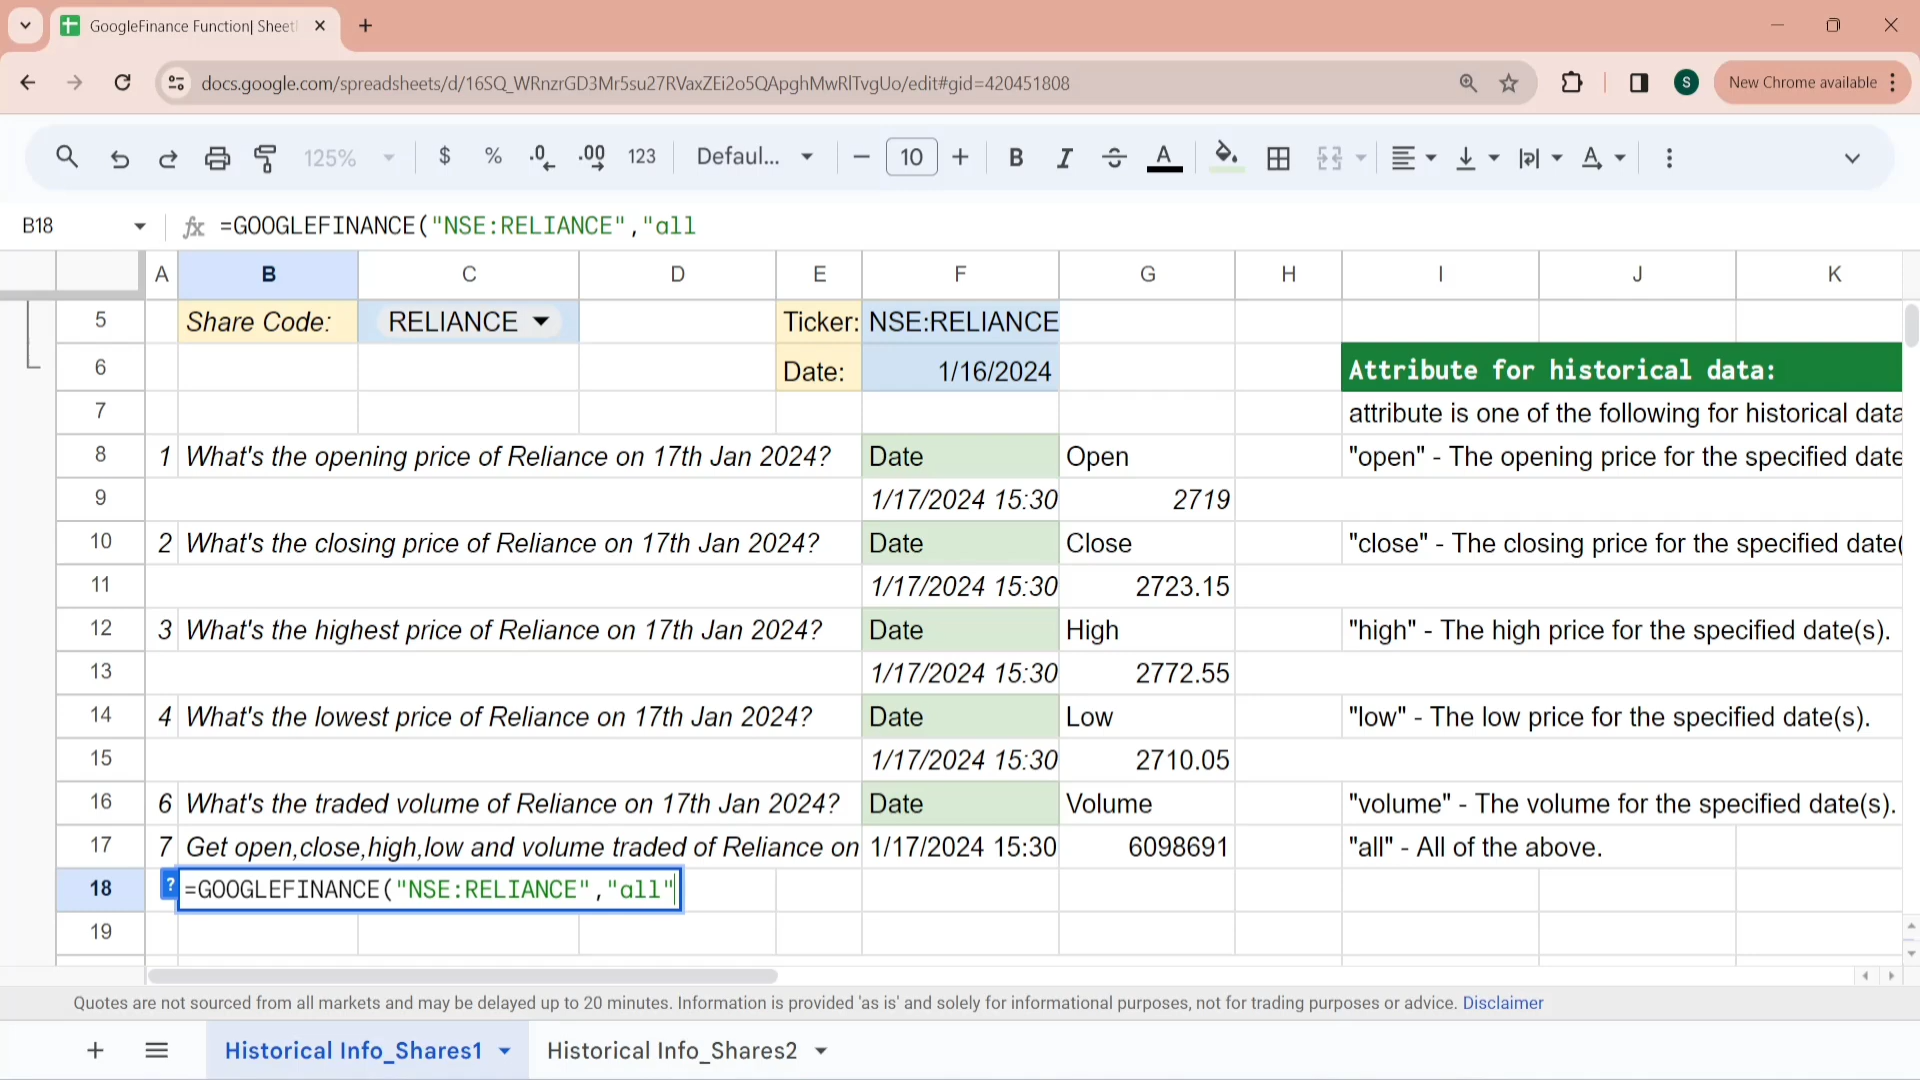 GoogleFinance Function| Sheet
docs.google.com/spreadsheets/d/16SQ_WRnzrGD3Mr5su27RVaxZEi2o5QApghMwRlTvgUo/edit#gid=420451808
S
New Chrome available
125%
$
%
.0
.00
123
Defaul...
10
B
I
S
A
A
B18
fx
=GOOGLEFINANCE("NSE:RELIANCE","all
A B C D E F G H I J K
5 Share Code: RELIANCE Ticker: NSE:RELIANCE
6 Date: 1/16/2024 Attribute for historical data:
7 attribute is one of the following for historical data
8 1 What's the opening price of Reliance on 17th Jan 2024? Date Open "open" - The opening price for the specified date
9 1/17/2024 15:30 2719
10 2 What's the closing price of Reliance on 17th Jan 2024? Date Close "close" - The closing price for the specified date(
11 1/17/2024 15:30 2723.15
12 3 What's the highest price of Reliance on 17th Jan 2024? Date High "high" - The high price for the specified date(s).
13 1/17/2024 15:30 2772.55
14 4 What's the lowest price of Reliance on 17th Jan 2024? Date Low "low" - The low price for the specified date(s).
15 1/17/2024 15:30 2710.05
16 6 What's the traded volume of Reliance on 17th Jan 2024? Date Volume "volume" - The volume for the specified date(s).
17 7 Get open,close,high,low and volume traded of Reliance on 1/17/2024 15:30 6098691 "all" - All of the above.
18 ? =GOOGLEFINANCE("NSE:RELIANCE","all"
19
Quotes are not sourced from all markets and may be delayed up to 20 minutes. Information is provided 'as is' and solely for informational purposes, not for trading purposes or advice. Disclaimer
Historical Info_Shares1
Historical Info_Shares2